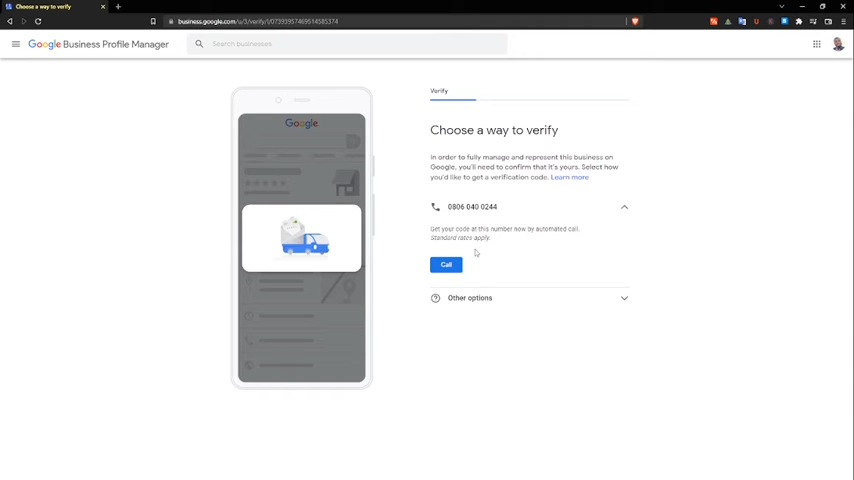 Choose a way to verify
business.google.com/u/3/verify/l/07393957469514585374
Google Business Profile Manager
Search businesses
Google
Verify
Choose a way to verify
In order to fully manage and represent this business on
Google, you'll need to confirm that it's yours. Select how
you'd like to get a verification code. Learn more
0806 040 0244
Get your code at this number now by automated call.
Standard rates apply.
Call
Other options